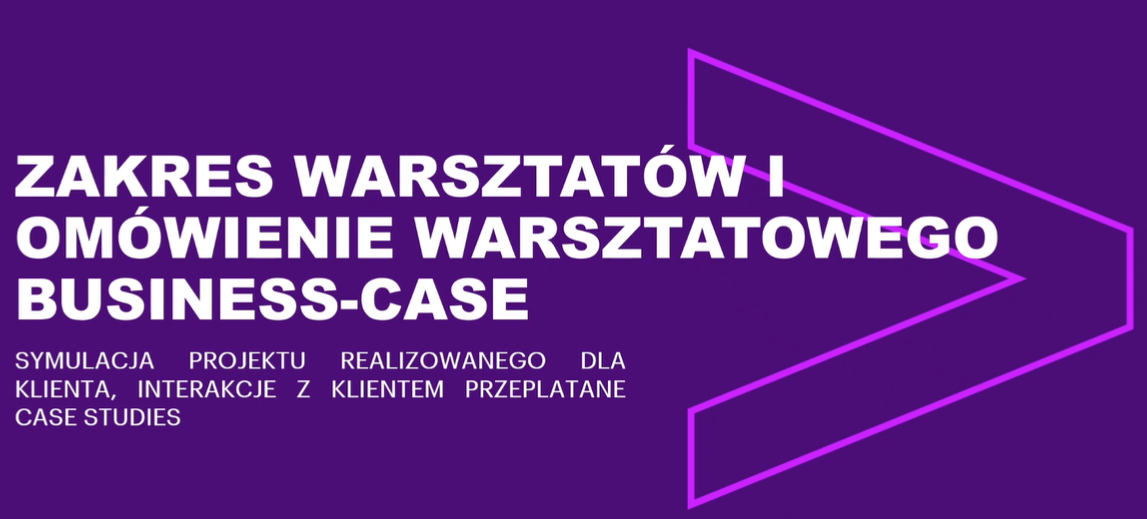 ZAKRES WARSZTATÓW I
OMÓWIENIE WARSZTATOWEGO
BUSINESS-CASE
SYMULACJA PROJEKTU REALIZOWANEGO DLA
KLIENTA, INTERAKCJE Z KLIENTEM PRZEPLATANE
CASE STUDIES